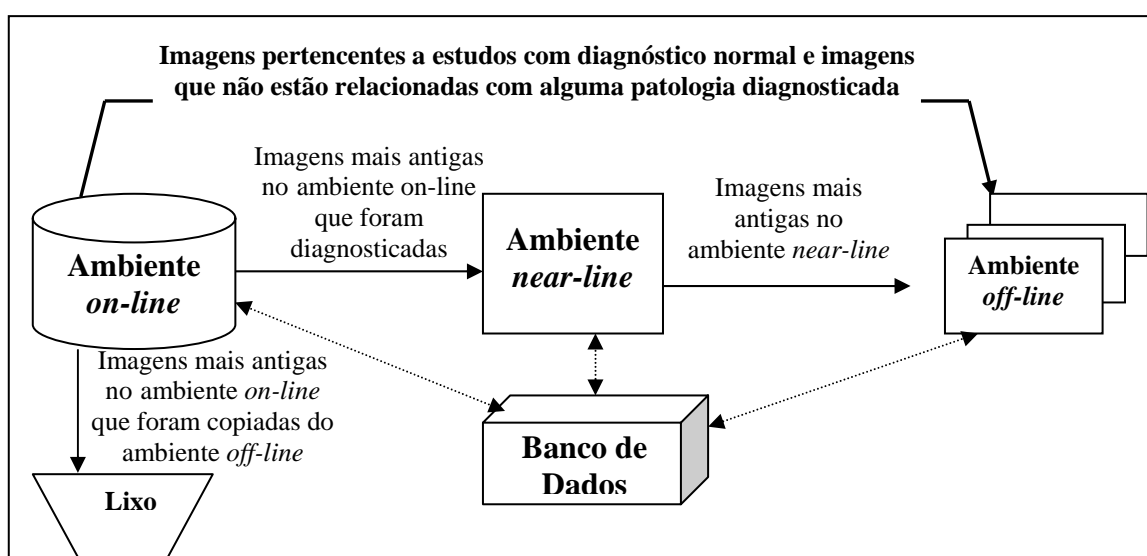 Imagens pertencentes a estudos com diagnóstico normal e imagens
que não estão relacionadas com alguma patologia diagnosticada
Imagens mais antigas
no ambiente on-line
que foram
diagnosticadas
Imagens mais
antigas no
ambiente near-line
Ambiente
on-line
Ambiente
near-line
Ambiente
off-line
Imagens mais antigas
no ambiente on-line
que foram copiadas do
ambiente off-line
Banco de
Dados
Lixo